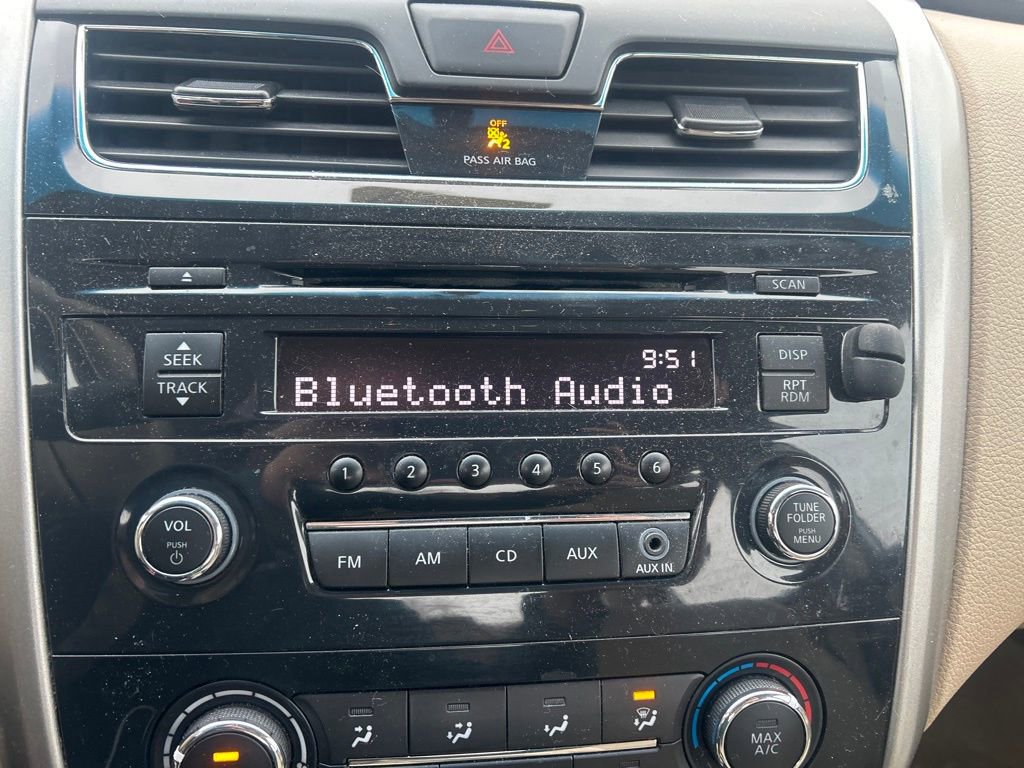 OFF
2
PASS AIR BAG
SCAN
SEEK
TRACK
9:51
Bluetooth Audio
DISP
RPT
RDM
1 2 3 4 5 6
VOL
PUSH
FM AM CD AUX
AUX IN
TUNE
FOLDER
PUSH
MENU
MAX
A/C